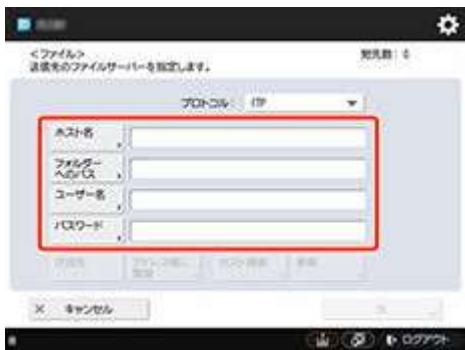 <ファイル>
送信先のファイルサーバーを指定します。
宛先数: 0
プロトコル: FTP
ホスト名
フォルダー
へのパス
ユーザー名
パスワード
× キャンセル
OK
ログアウト